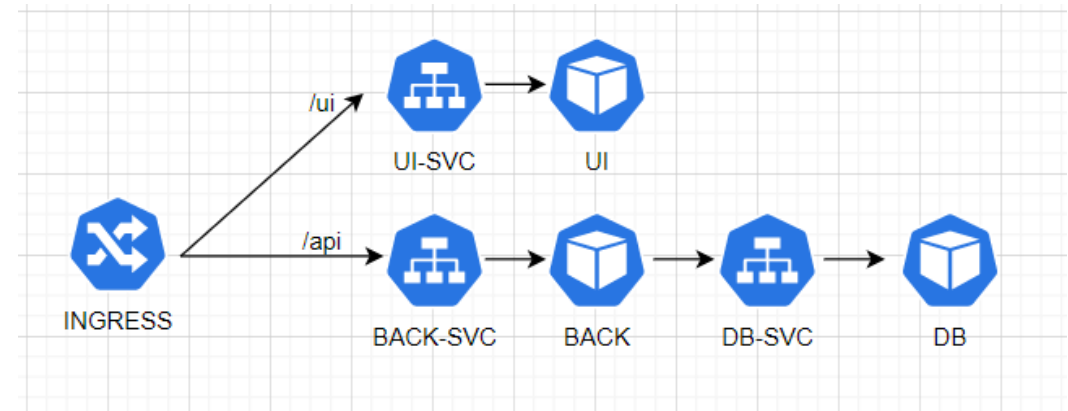 /ui
UI-SVC
UI
/api
INGRESS
BACK-SVC
BACK
DB-SVC
DB